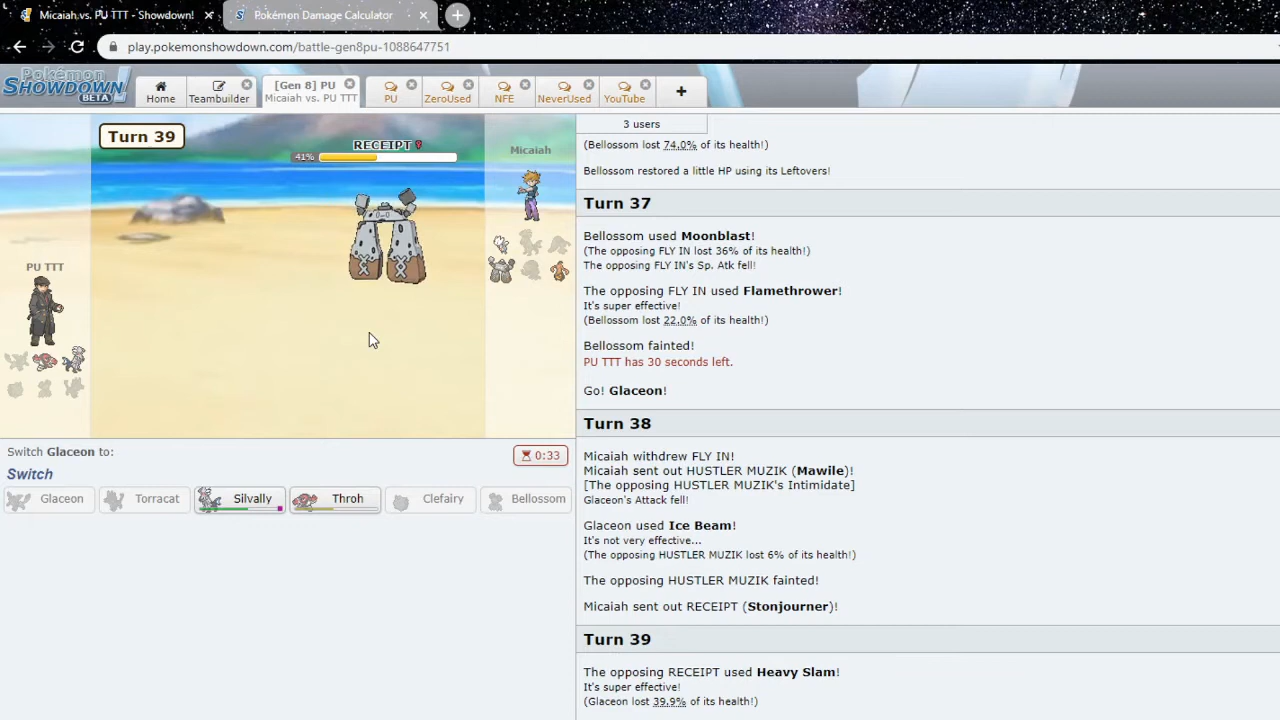 Micaiah vs. PU TTT - Showdown!
Pokémon Damage Calculator
play.pokemonshowdown.com/battle-gen8pu-1088647751
Pokémon
SHOWDOWN!
BETA
Home
Teambuilder
[Gen 8] PU
Micaiah vs. PU TTT
PU
ZeroUsed
NFE
NeverUsed
YouTube
3 users
Turn 39
RECEIPT
41%
Micaiah
PU TTT
Switch Glaceon to:
0:33
Switch
Glaceon
Torracat
Silvally
Throh
Clefairy
Bellossom
(Bellossom lost 74.0% of its health!)
Bellossom restored a little HP using its Leftovers!
Turn 37
Bellossom used Moonblast!
(The opposing FLY IN lost 36% of its health!)
The opposing FLY IN's Sp. Atk fell!
The opposing FLY IN used Flamethrower!
It's super effective!
(Bellossom lost 22.0% of its health!)
Bellossom fainted!
PU TTT has 30 seconds left.
Go! Glaceon!
Turn 38
Micaiah withdrew FLY IN!
Micaiah sent out HUSTLER MUZIK (Mawile)!
[The opposing HUSTLER MUZIK's Intimidate]
Glaceon's Attack fell!
Glaceon used Ice Beam!
It's not very effective...
(The opposing HUSTLER MUZIK lost 6% of its health!)
The opposing HUSTLER MUZIK fainted!
Micaiah sent out RECEIPT (Stonjourner)!
Turn 39
The opposing RECEIPT used Heavy Slam!
It's super effective!
(Glaceon lost 39.9% of its health!)